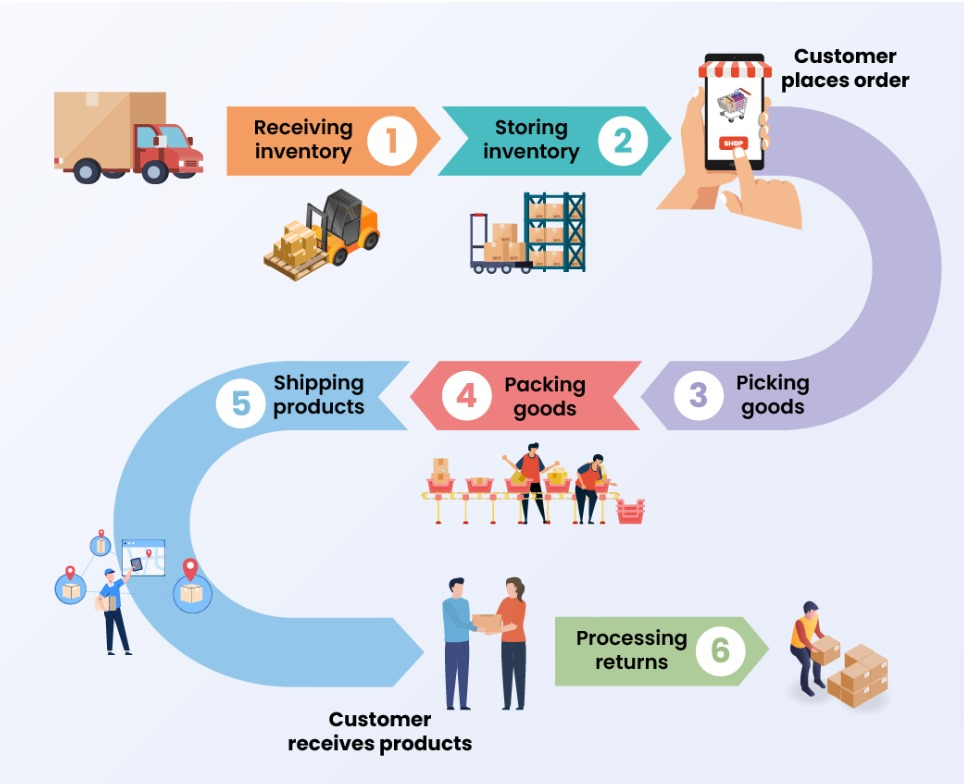 Customer
places order
Receiving
inventory
1
Storing
inventory
2
SHOP
5
Shipping
products
4
Packing
goods
3
Picking
goods
Processing
returns
6
Customer
receives products